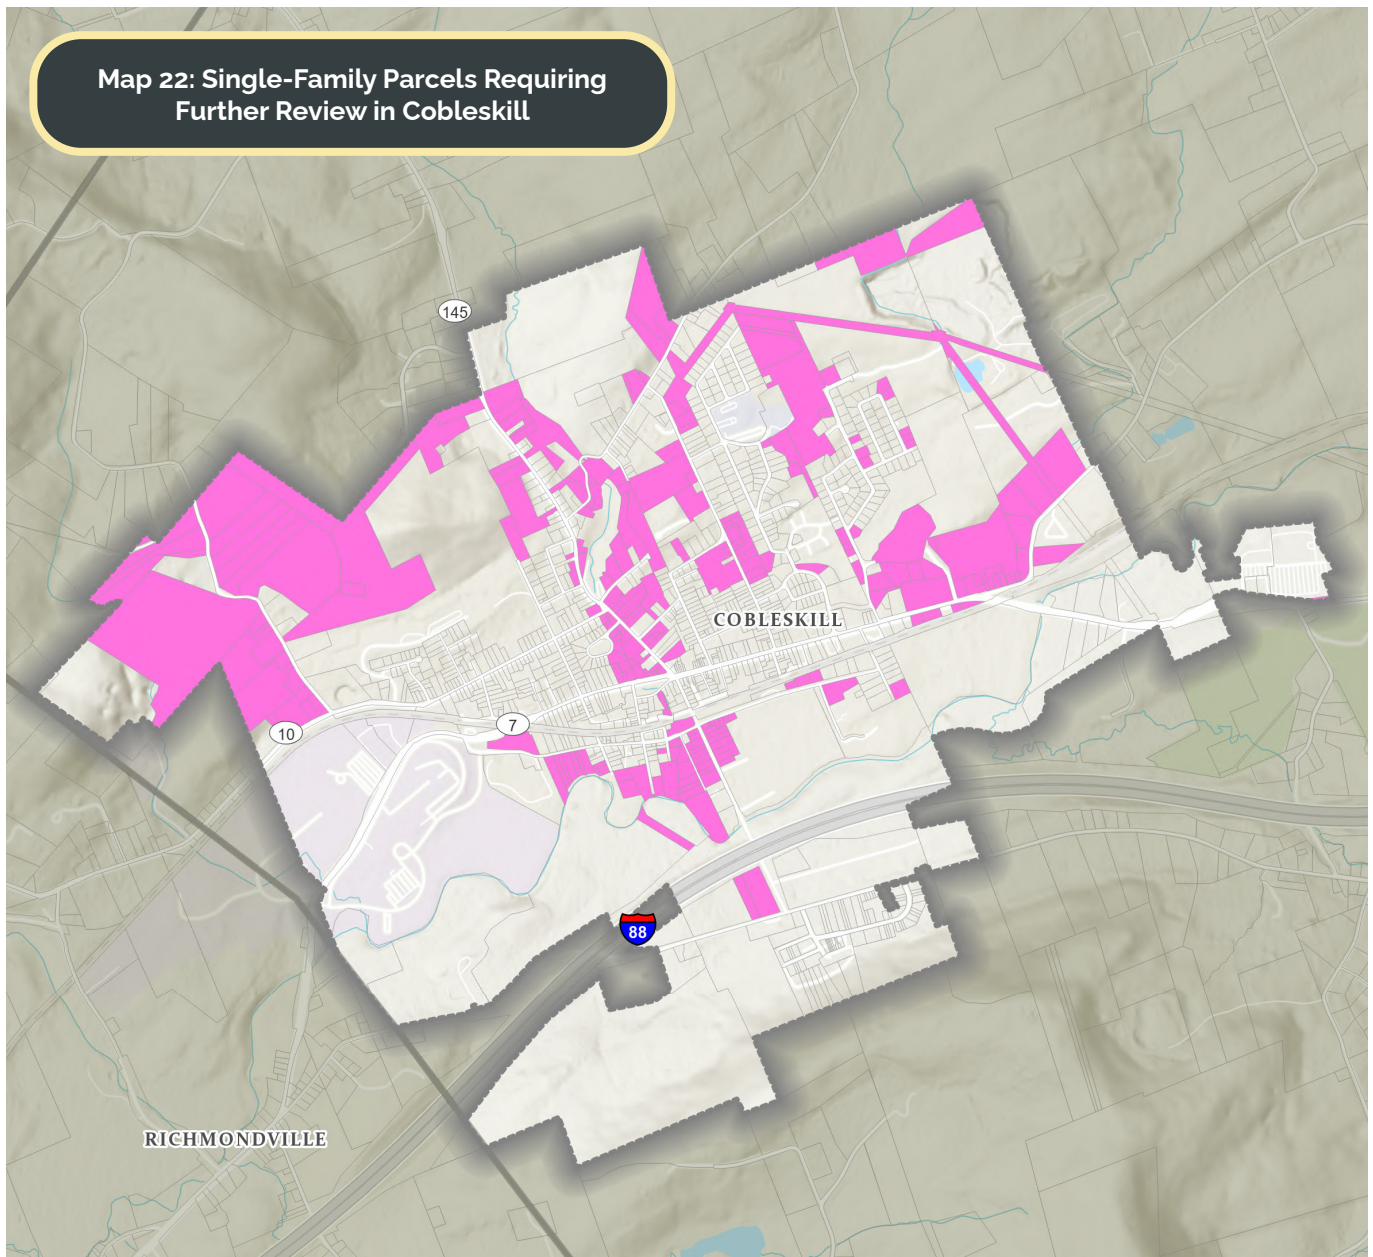 Map 22: Single-Family Parcels Requiring
Further Review in Cobleskill
145
COBLESKILL
7
10
88
RICHMONDVILLE